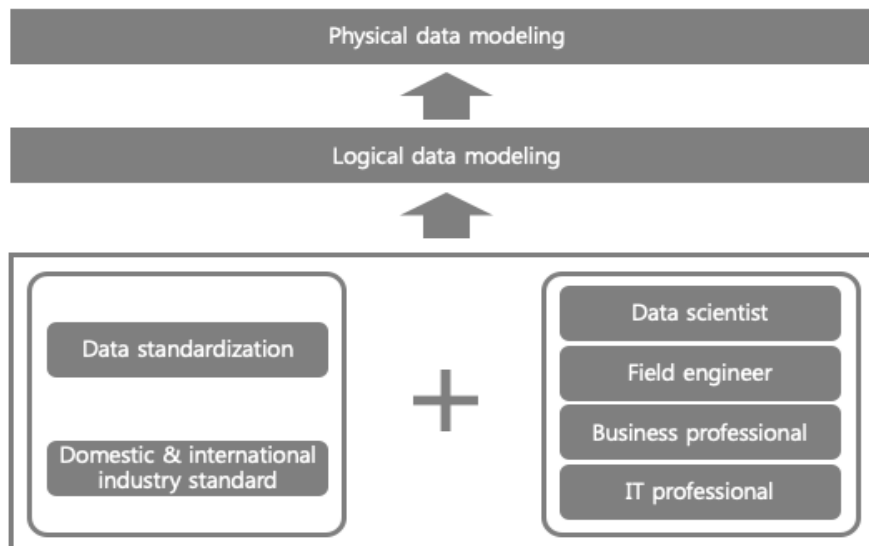 Physical data modeling
Logical data modeling
Data standardization
Domestic & international
industry standard
+
Data scientist
Field engineer
Business professional
IT professional